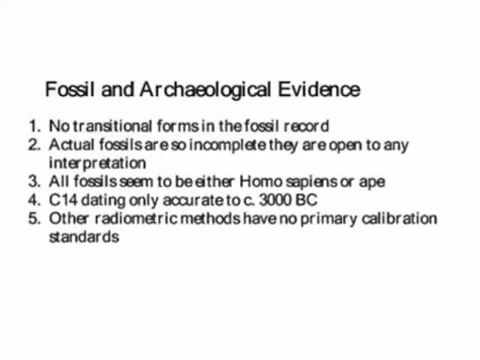 Fossil and Archaeological Evidence
1. No transitional forms in the fossil record
2. Actual fossils are so incomplete they are open to any
interpretation
3. All fossils seem to be either Homo sapiens or ape
4. C14 dating only accurate to c. 3000 BC
5. Other radiometric methods have no primary calibration
standards